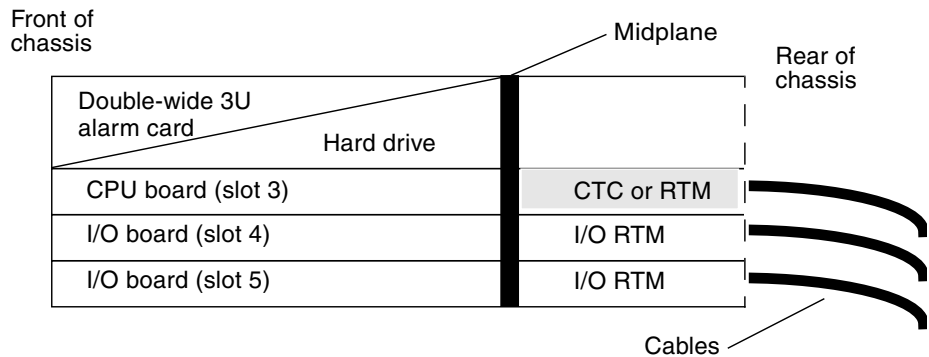 Front of
chassis
Midplane
Rear of
chassis
Double-wide 3U
alarm card
Hard drive
CPU board (slot 3)
CTC or RTM
I/O board (slot 4)
I/O RTM
I/O board (slot 5)
I/O RTM
Cables